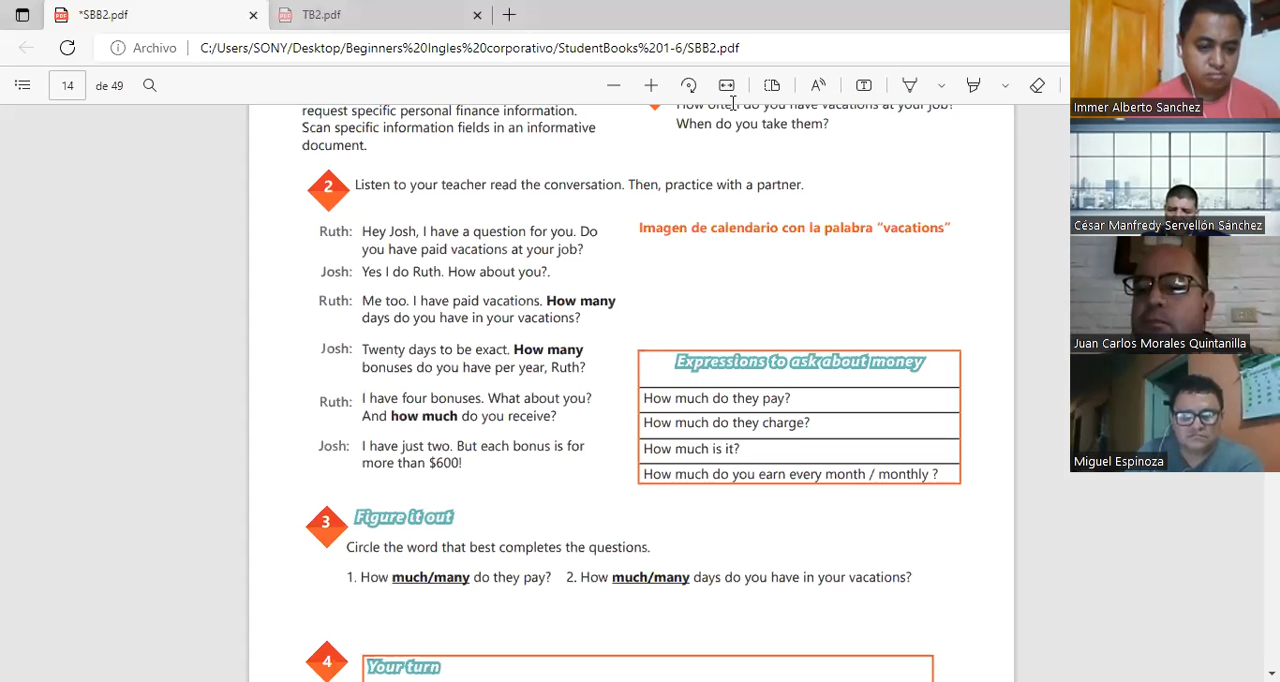 *SBB2.pdf
TB2.pdf
Archivo
C:/Users/SONY/Desktop/Beginners%20Ingles%20corporativo/StudentBooks%201-6/SBB2.pdf
14
de 49
request specific personal finance information.
Scan specific information fields in an informative
document.
How often do you have vacations at your job?
When do you take them?
2
Listen to your teacher read the conversation. Then, practice with a partner.
Ruth: Hey Josh, I have a question for you. Do
you have paid vacations at your job?
Josh: Yes I do Ruth. How about you?.
Ruth: Me too. I have paid vacations. How many
days do you have in your vacations?
Josh: Twenty days to be exact. How many
bonuses do you have per year, Ruth?
Ruth: I have four bonuses. What about you?
And how much do you receive?
Josh: I have just two. But each bonus is for
more than $600!
Imagen de calendario con la palabra “vacations”
Expressions to ask about money
How much do they pay?
How much do they charge?
How much is it?
How much do you earn every month / monthly ?
3
Figure it out
Circle the word that best completes the questions.
1. How much/many do they pay? 2. How much/many days do you have in your vacations?
4
Your turn
Immer Alberto Sanchez
César Manfredy Servellón Sánchez
Juan Carlos Morales Quintanilla
Miguel Espinoza